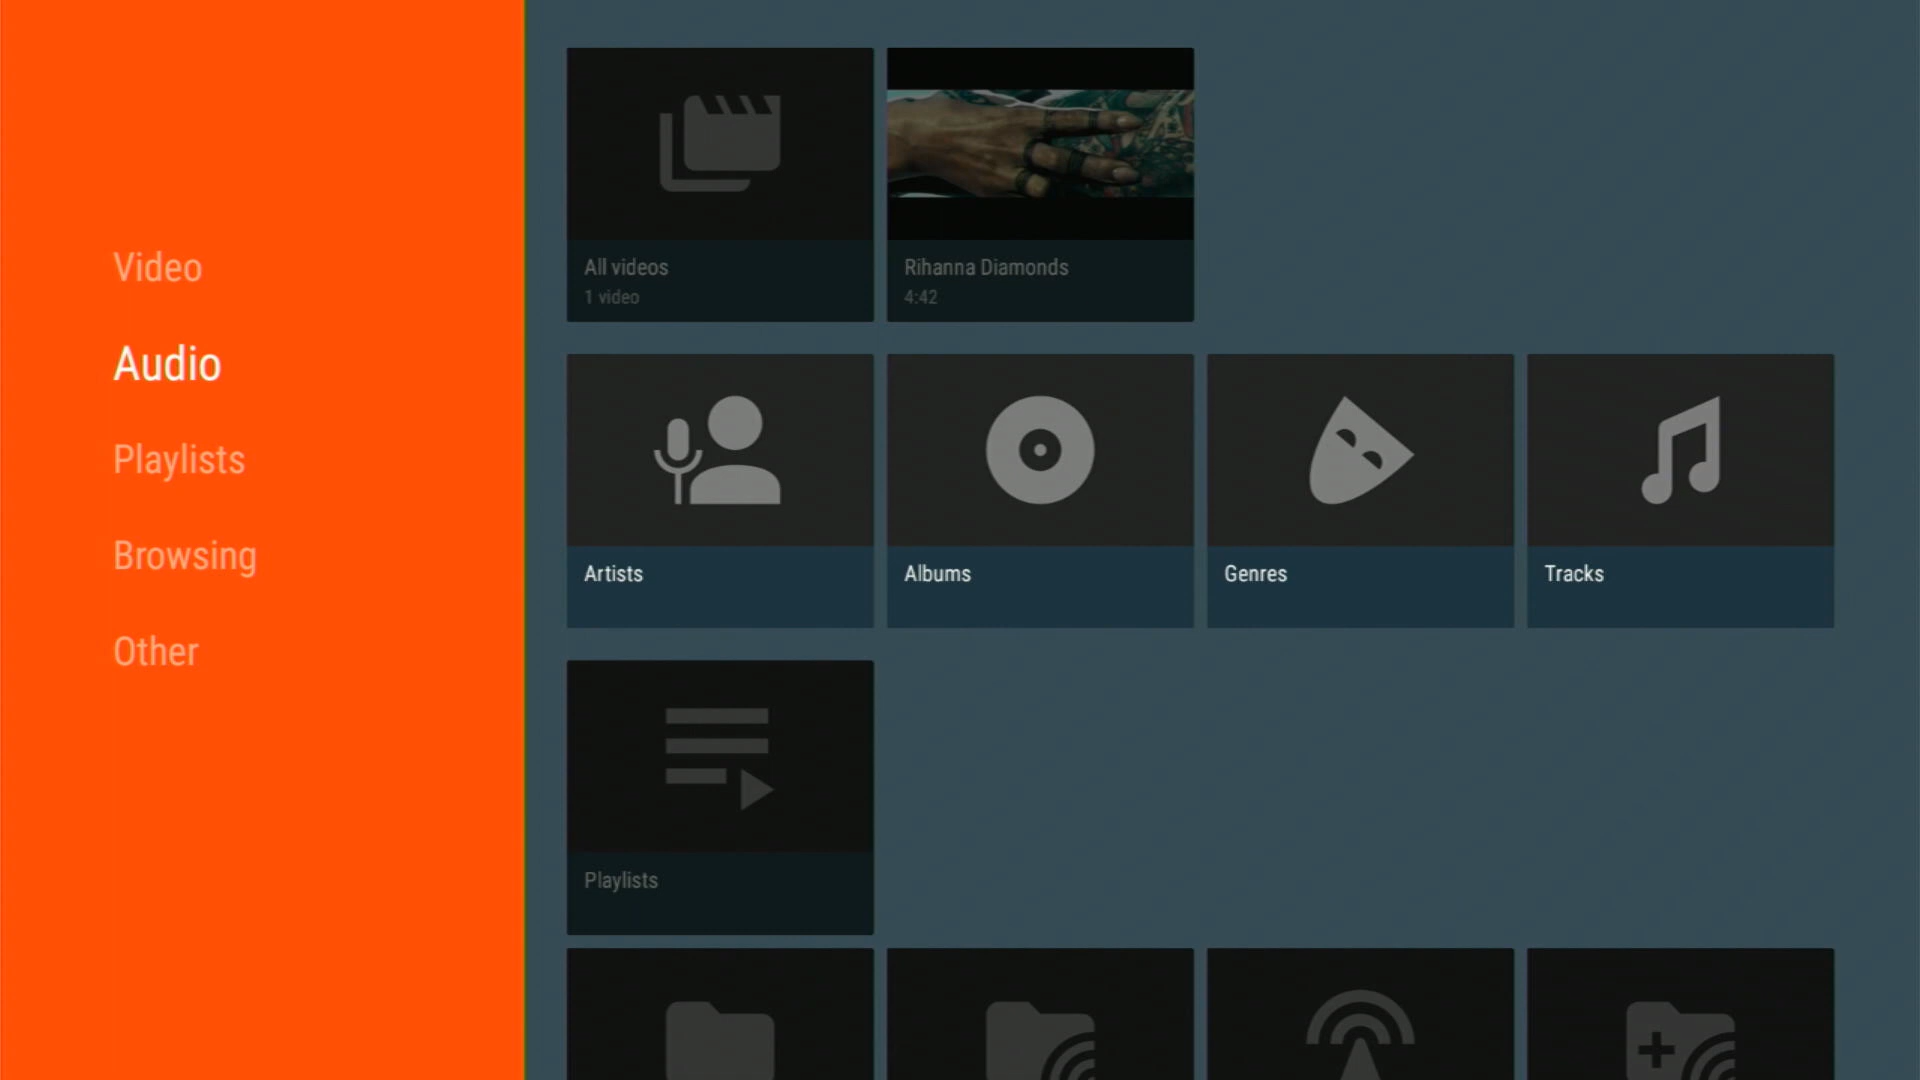 Video
Audio
Playlists
Browsing
Other
All videos
1 video
Rihanna Diamonds
4:42
Artists
Albums
Genres
Tracks
Playlists